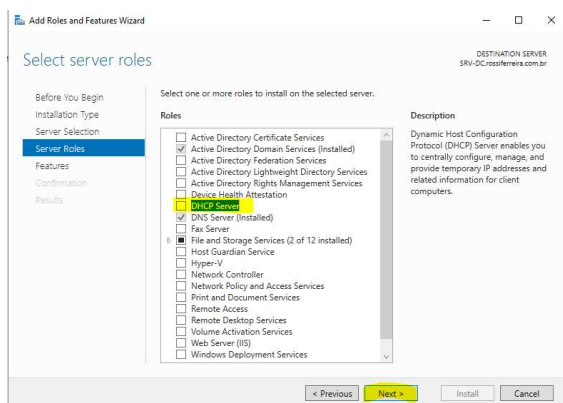 Add Roles and Features Wizard
Select server roles
DESTINATION SERVER
SRV-DC.rossiferreira.com.br
Before You Begin
Installation Type
Server Selection
Server Roles
Features
Confirmation
Results
Select one or more roles to install on the selected server.
Roles
Active Directory Certificate Services
Active Directory Domain Services (Installed)
Active Directory Federation Services
Active Directory Lightweight Directory Services
Active Directory Rights Management Services
Device Health Attestation
DHCP Server
DNS Server (Installed)
Fax Server
File and Storage Services (2 of 12 installed)
Host Guardian Service
Hyper-V
Network Controller
Network Policy and Access Services
Print and Document Services
Remote Access
Remote Desktop Services
Volume Activation Services
Web Server (IIS)
Windows Deployment Services
Description
Dynamic Host Configuration
Protocol (DHCP) Server enables you
to centrally configure, manage, and
provide temporary IP addresses and
related information for client
computers.
< Previous
Next >
Install
Cancel